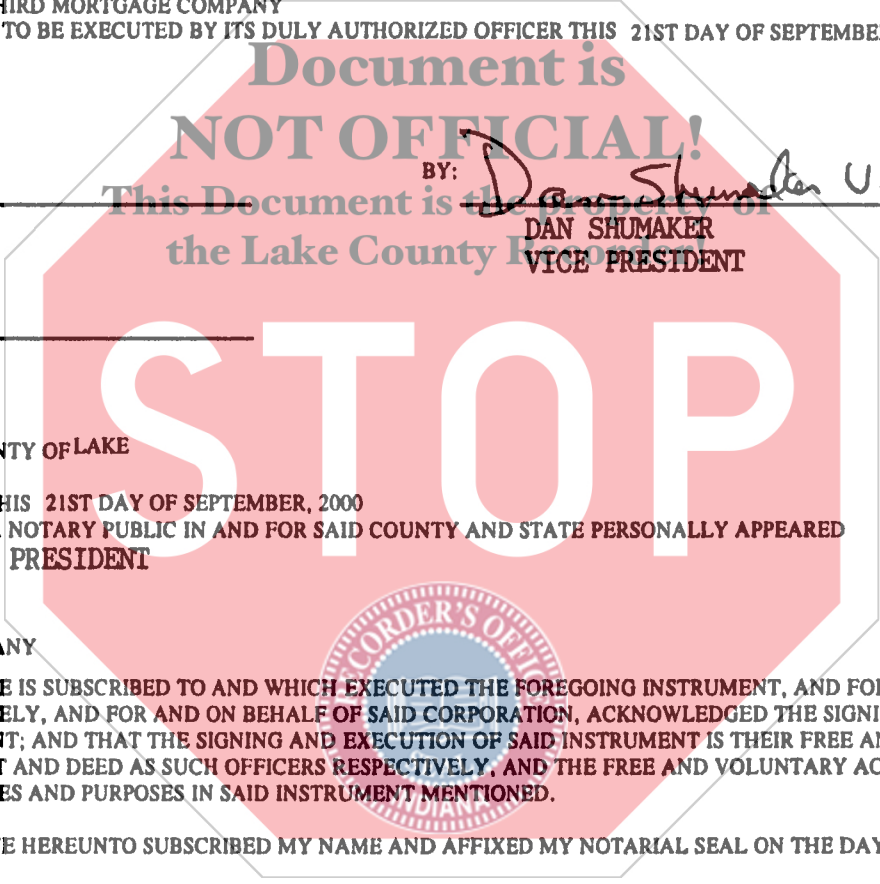 HIRD MORTGAGE COMPANY
TO BE EXECUTED BY ITS DULY AUTHORIZED OFFICER THIS 21ST DAY OF SEPTEMBE
Document is
NOT OFFICIAL!
BY: Dan Shumaker V.
This Document is the property of
DAN SHUMAKER
the Lake County Recorder!
VICE PRESIDENT
STOP
NTY OF LAKE
HIS 21ST DAY OF SEPTEMBER, 2000
NOTARY PUBLIC IN AND FOR SAID COUNTY AND STATE PERSONALLY APPEARED
PRESIDENT
RECORDER'S OFFICE
ANY
E IS SUBSCRIBED TO AND WHICH EXECUTED THE FOREGOING INSTRUMENT, AND FO
ELY, AND FOR AND ON BEHALF OF SAID CORPORATION, ACKNOWLEDGED THE SIGNI
NT; AND THAT THE SIGNING AND EXECUTION OF SAID INSTRUMENT IS THEIR FREE A
T AND DEED AS SUCH OFFICERS RESPECTIVELY, AND THE FREE AND VOLUNTARY AC
ES AND PURPOSES IN SAID INSTRUMENT MENTIONED.
INDIANA
E HEREUNTO SUBSCRIBED MY NAME AND AFFIXED MY NOTARIAL SEAL ON THE DAY